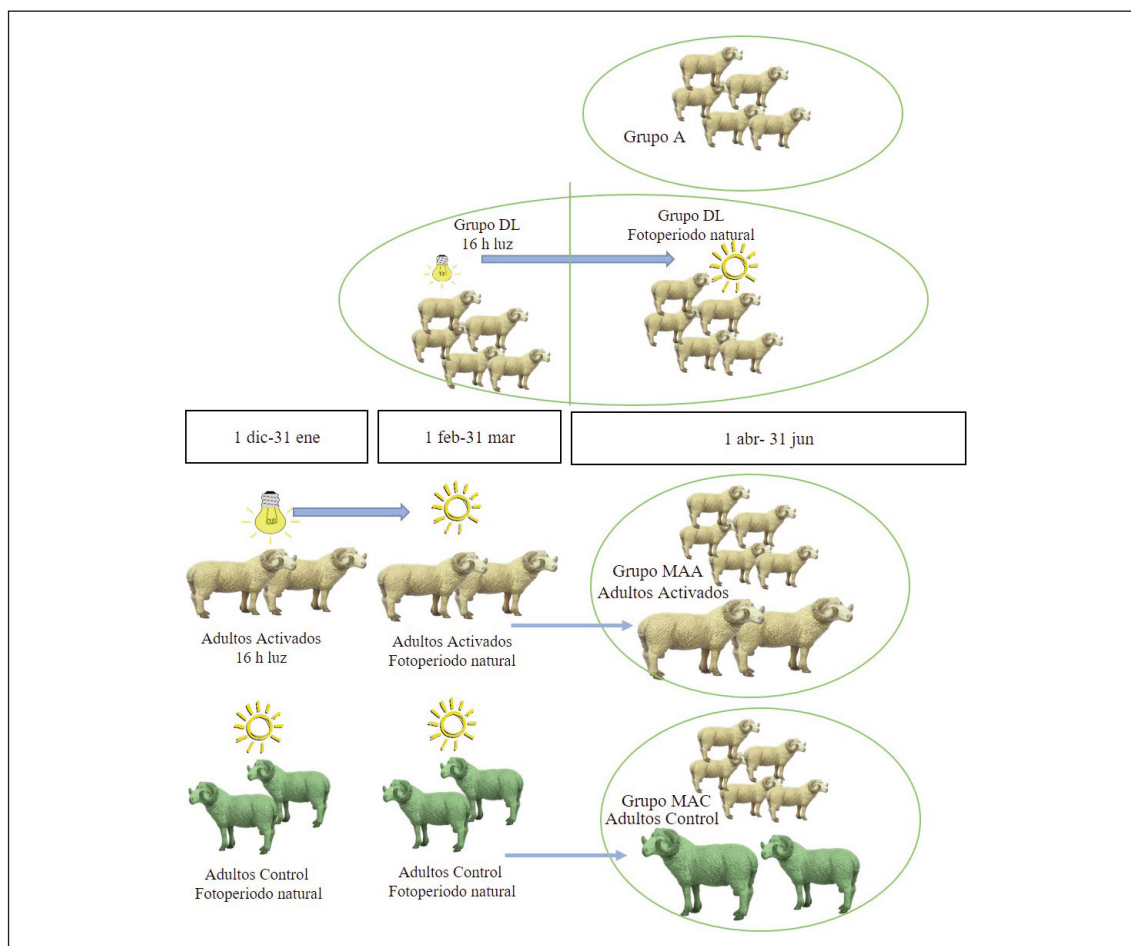 Grupo A
Grupo DL
16 h luz
Grupo DL
Fotoperiodo natural
1 dic-31 ene
1 feb-31 mar
1 abr- 31 jun
Adultos Activados
16 h luz
Adultos Activados
Fotoperiodo natural
Grupo MAA
Adultos Activados
Adultos Control
Fotoperiodo natural
Adultos Control
Fotoperiodo natural
Grupo MAC
Adultos Control